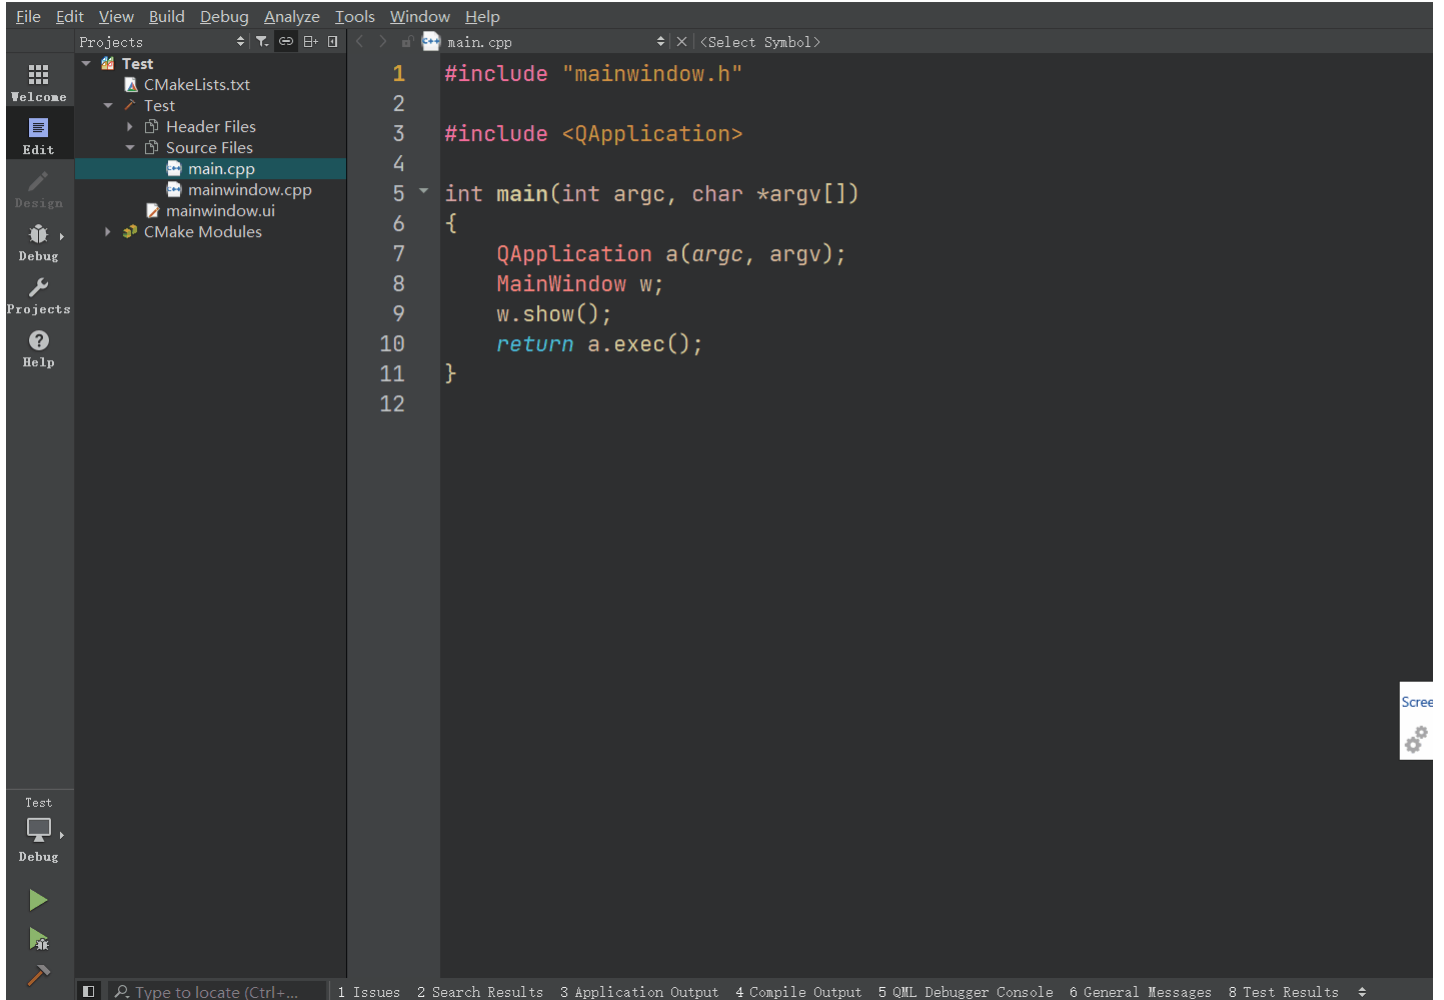 File Edit View Build Debug Analyze Tools Window Help
Projects
main.cpp
<Select Symbol>
Welcome
Edit
Design
Debug
Projects
Help
Test
CMakeLists.txt
Test
Header Files
Source Files
main.cpp
mainwindow.cpp
mainwindow.ui
CMake Modules
1 #include "mainwindow.h"
2
3 #include <QApplication>
4
5 int main(int argc, char *argv[])
6 {
7 QApplication a(argc, argv);
8 MainWindow w;
9 w.show();
10 return a.exec();
11 }
12
Scree
Test
Debug
Type to locate (Ctrl+...
1 Issues 2 Search Results 3 Application Output 4 Compile Output 5 QML Debugger Console 6 General Messages 8 Test Results